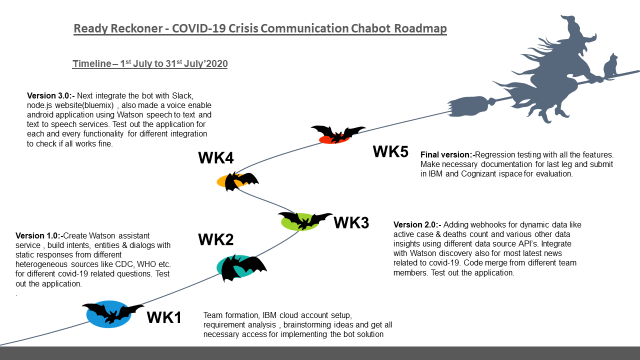 Ready Reckoner - COVID-19 Crisis Communication Chabot Roadmap
Timeline – 1st July to 31st July'2020
Version 3.0:- Next integrate the bot with Slack,
node.js website(bluemix) , also made a voice enable
android application using Watson speech to text and
text to speech services. Test out the application for
each and every functionality for different integration
to check if all works fine.
WK4
WK5
Final version:-Regression testing with all the features.
Make necessary documentation for last leg and submit
in IBM and Cognizant ispace for evaluation.
WK3
Version 2.0:- Adding webhooks for dynamic data like
active case & deaths count and various other data
insights using different data source API's. Integrate
with Watson discovery also for most latest news
related to covid-19. Code merge from different team
members. Test out the application.
Version 1.0:-Create Watson assistant
service , build intents, entities & dialogs with
static responses from different
heterogeneous sources like CDC, WHO etc.
for different covid-19 related questions. Test
out the application.
.
WK2
WK1
Team formation, IBM cloud account setup,
requirement analysis , brainstorming ideas and get all
necessary access for implementing the bot solution